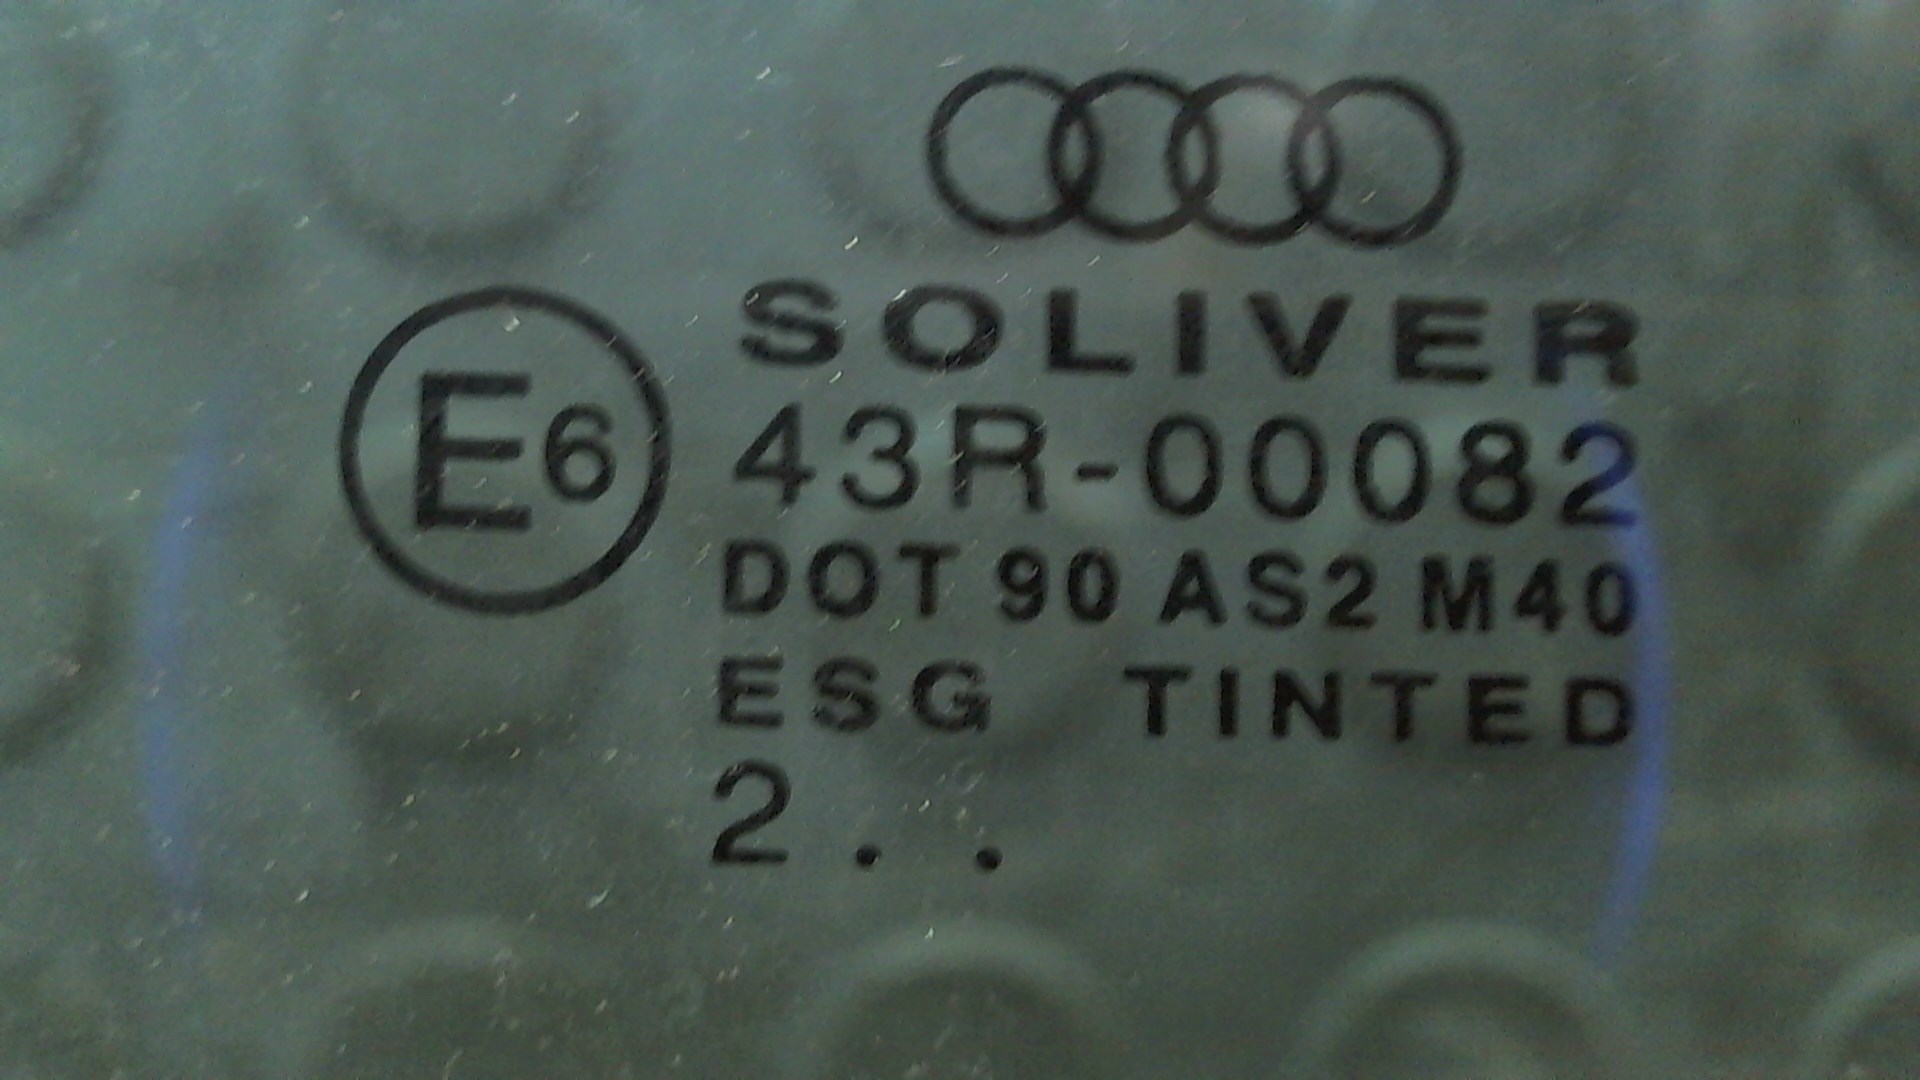 SOLIVER
E6
43R-00082
DOT 90 AS2 M40
ESG TINTED
2 . .